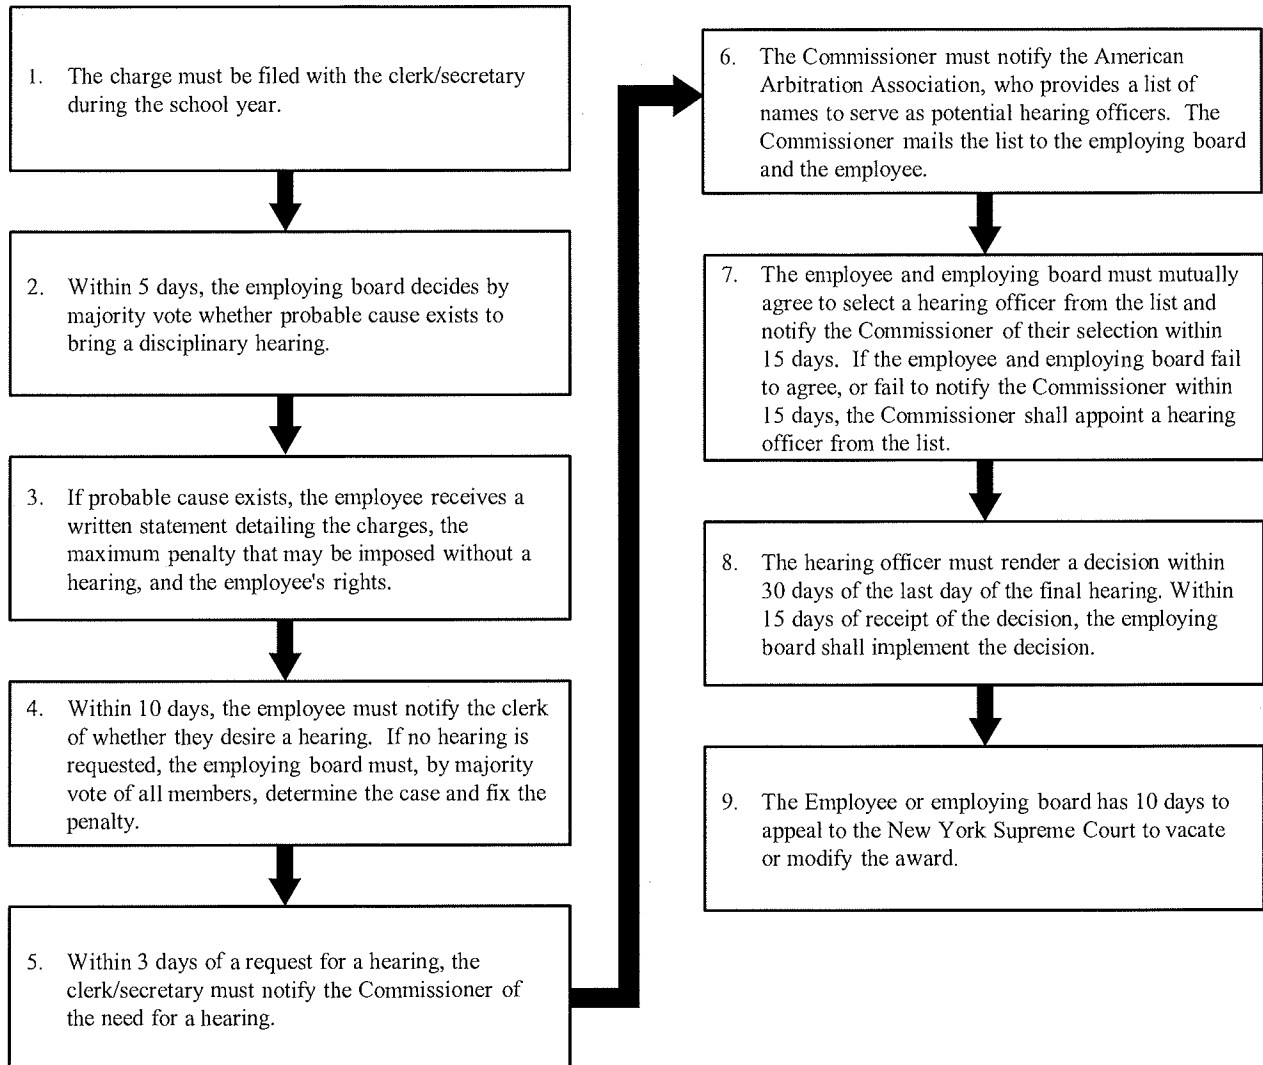 1. The charge must be filed with the clerk/secretary
during the school year.
2. Within 5 days, the employing board decides by
majority vote whether probable cause exists to
bring a disciplinary hearing.
3. If probable cause exists, the employee receives a
written statement detailing the charges, the
maximum penalty that may be imposed without a
hearing, and the employee's rights.
4. Within 10 days, the employee must notify the clerk
of whether they desire a hearing. If no hearing is
requested, the employing board must, by majority
vote of all members, determine the case and fix the
penalty.
5. Within 3 days of a request for a hearing, the
clerk/secretary must notify the Commissioner of
the need for a hearing.
6. The Commissioner must notify the American
Arbitration Association, who provides a list of
names to serve as potential hearing officers. The
Commissioner mails the list to the employing board
and the employee.
7. The employee and employing board must mutually
agree to select a hearing officer from the list and
notify the Commissioner of their selection within
15 days. If the employee and employing board fail
to agree, or fail to notify the Commissioner within
15 days, the Commissioner shall appoint a hearing
officer from the list.
8. The hearing officer must render a decision within
30 days of the last day of the final hearing. Within
15 days of receipt of the decision, the employing
board shall implement the decision.
9. The Employee or employing board has 10 days to
appeal to the New York Supreme Court to vacate
or modify the award.